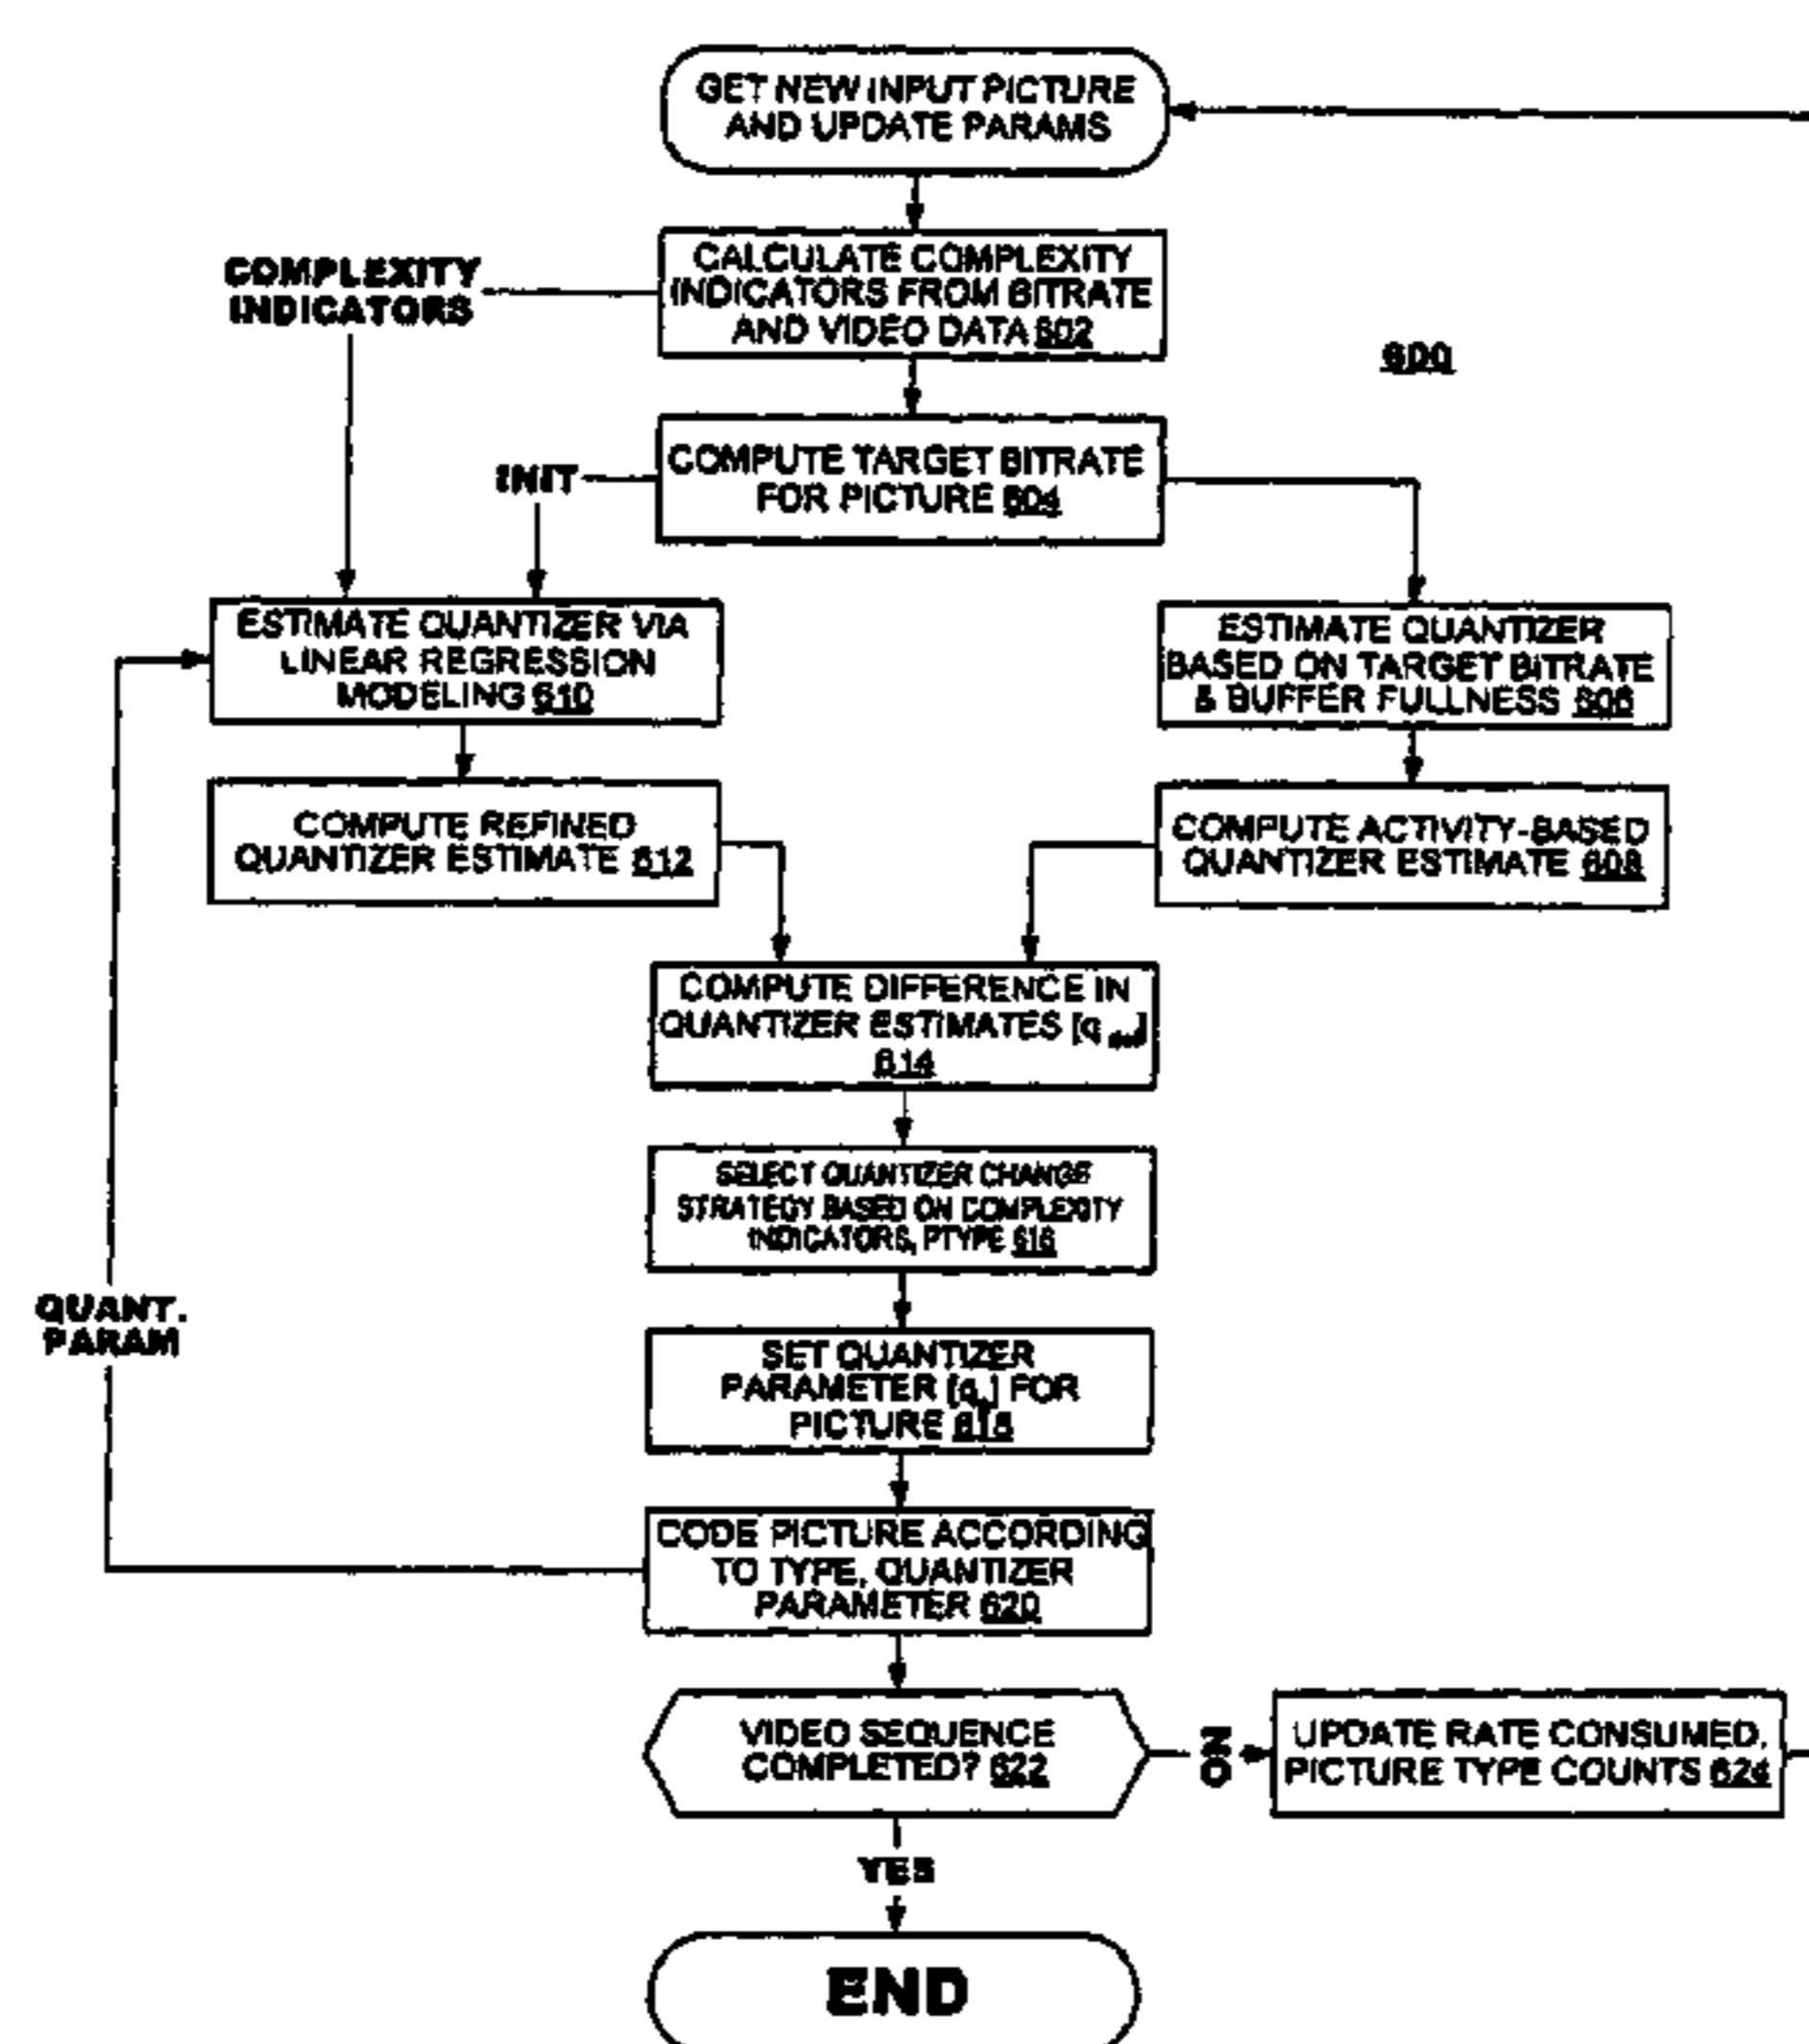 GET NEW INPUT PICTURE
AND UPDATE PARAMS
CALCULATE COMPLEXITY
INDICATORS FROM BITRATE
AND VIDEO DATA 602
COMPLEXITY
INDICATORS
600
COMPUTE TARGET BITRATE
FOR PICTURE 604
INIT
ESTIMATE QUANTIZER VIA
LINEAR REGRESSION
MODELING 610
ESTIMATE QUANTIZER
BASED ON TARGET BITRATE
& BUFFER FULLNESS 606
COMPUTE REFINED
QUANTIZER ESTIMATE 612
COMPUTE ACTIVITY-BASED
QUANTIZER ESTIMATE 608
COMPUTE DIFFERENCE IN
QUANTIZER ESTIMATES [q
614
SELECT QUANTIZER CHANGE
STRATEGY BASED ON COMPLEXITY
INDICATORS, PTYPE 616
QUANT.
PARAM
SET QUANTIZER
PARAMETER FOR
PICTURE 618
CODE PICTURE ACCORDING
TO TYPE, QUANTIZER
PARAMETER 620
VIDEO SEQUENCE
COMPLETED? 622
NO
UPDATE RATE CONSUMED,
PICTURE TYPE COUNTS 624
YES
END